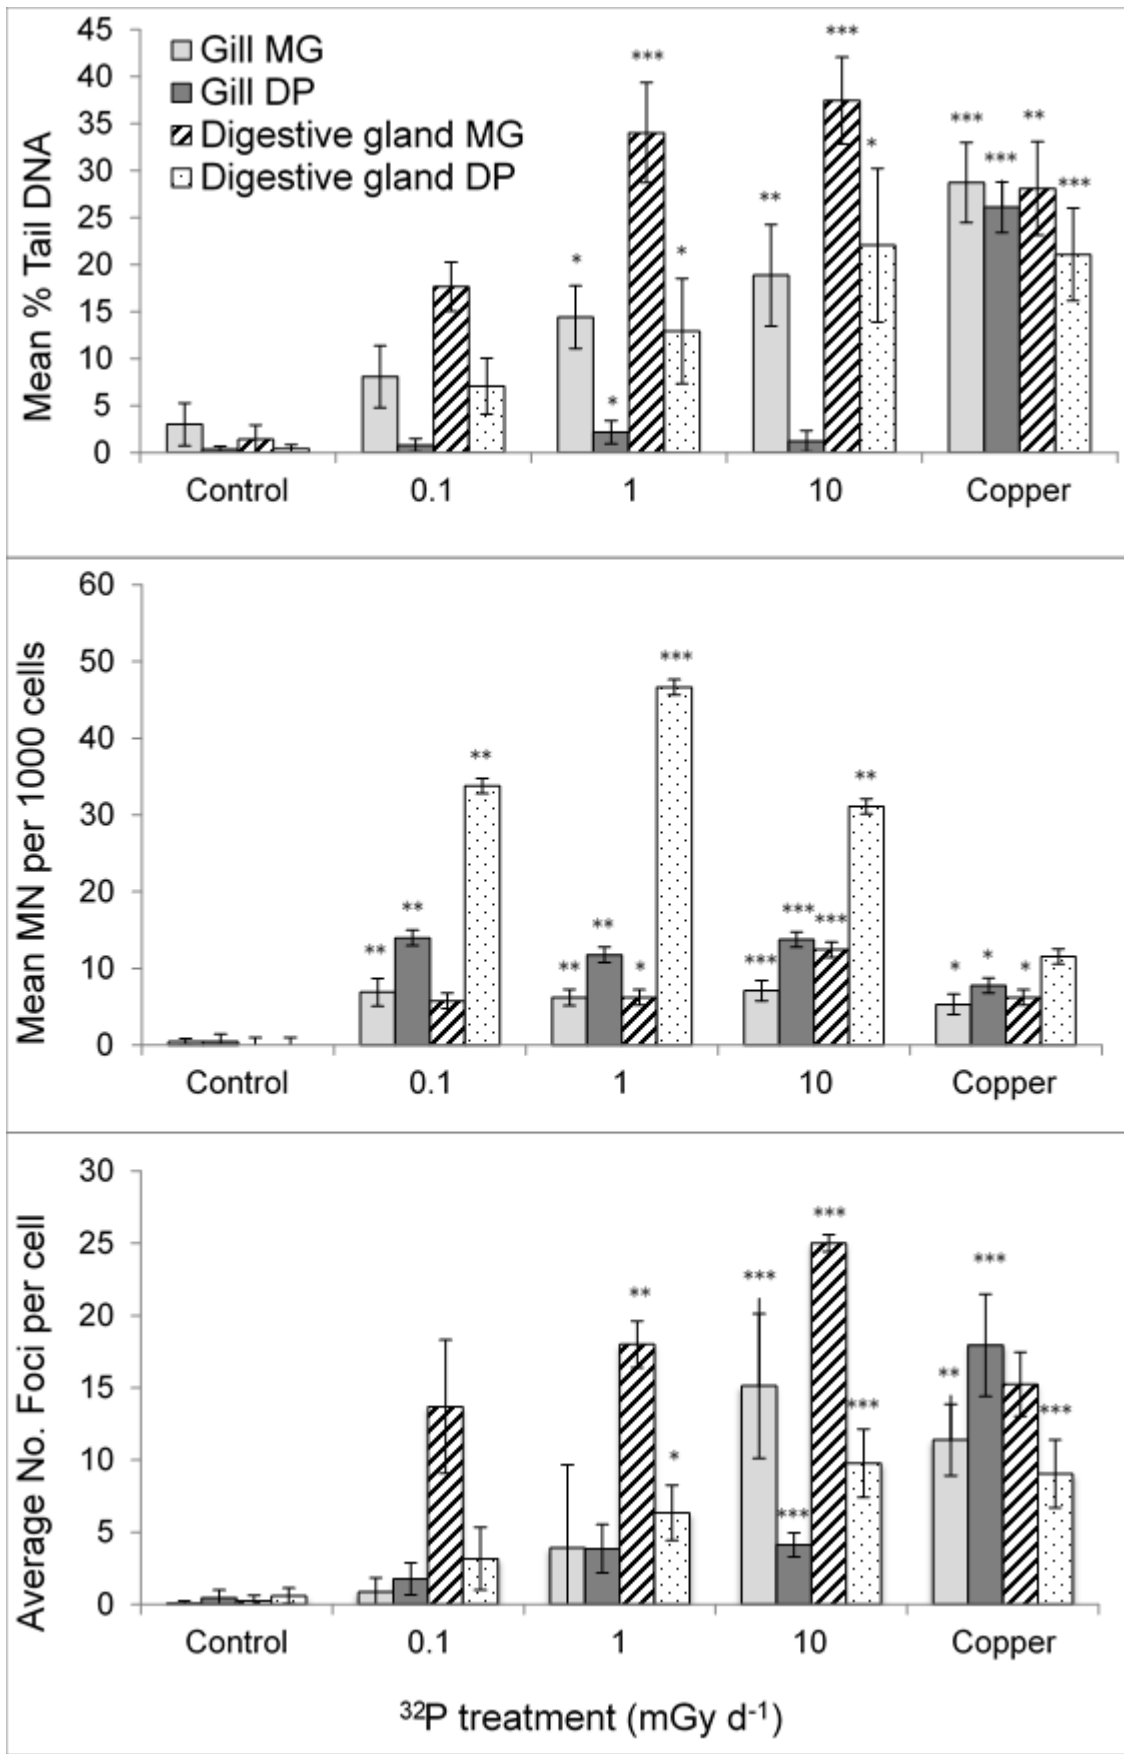 Mean % Tail DNA
45
40
35
30
25
20
15
10
5
0
Gill MG
Gill DP
Digestive gland MG
Digestive gland DP
* *** * *
** *** *
*** *** ** ***
Control 0.1 1 10 Copper
Mean MN per 1000 cells
60
50
40
30
20
10
0
** ** **
** ** * ***
*** *** *** **
* * *
Control 0.1 1 10 Copper
Average No. Foci per cell
30
25
20
15
10
5
0
** *
*** *** *** ***
** *** ***
Control 0.1 1 10 Copper
³²P treatment (mGy d⁻¹)